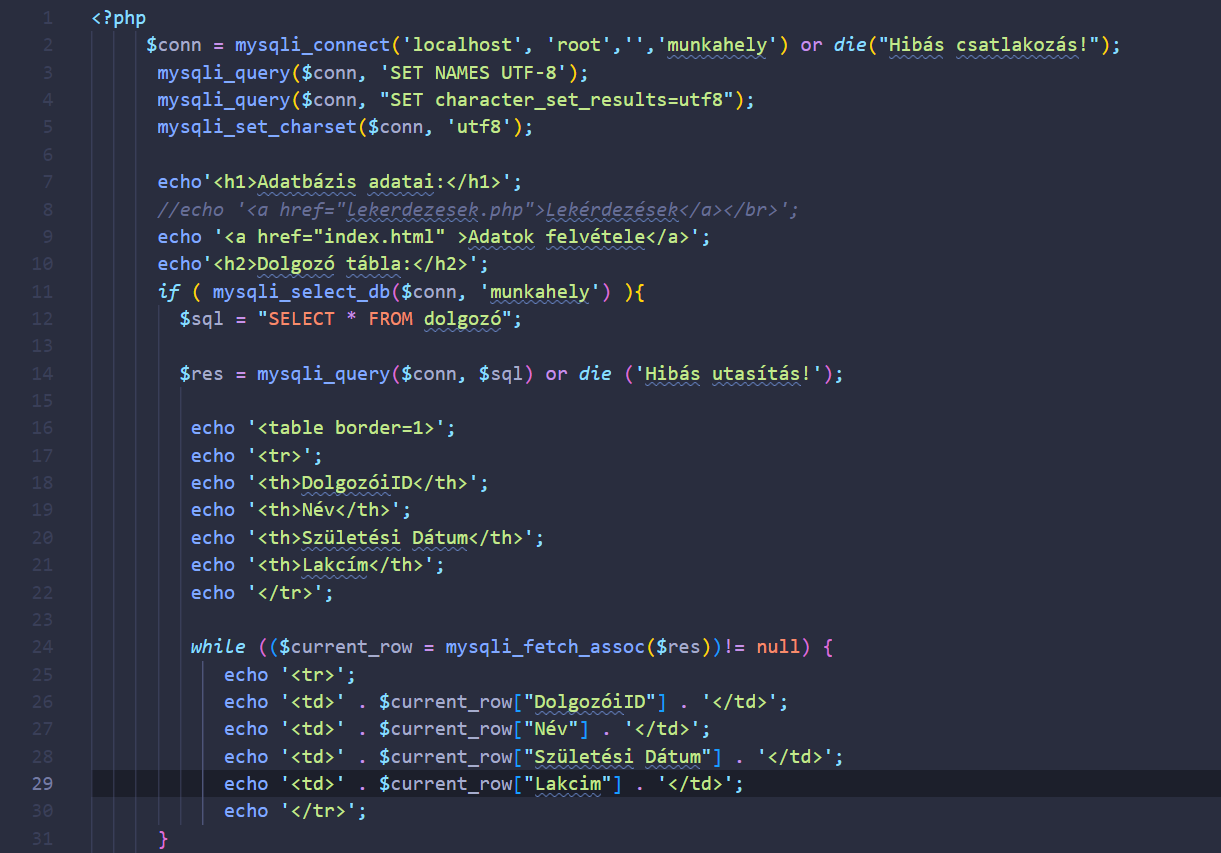 1 <?php
2 $conn = mysqli_connect('localhost', 'root','','munkahely') or die("Hibás csatlakozás!");
3 mysqli_query($conn, 'SET NAMES UTF-8');
4 mysqli_query($conn, "SET character_set_results=utf8");
5 mysqli_set_charset($conn, 'utf8');
6
7 echo'<h1>Adatbázis adatai:</h1>';
8 //echo '<a href="lekerdezesek.php">Lekérdezések</a></br>';
9 echo '<a href="index.html" >Adatok felvétele</a>';
10 echo'<h2>Dolgozó tábla:</h2>';
11 if ( mysqli_select_db($conn, 'munkahely') ){
12 $sql = "SELECT * FROM dolgozó";
13
14 $res = mysqli_query($conn, $sql) or die ('Hibás utasítás!');
15
16 echo '<table border=1>';
17 echo '<tr>';
18 echo '<th>DolgozóiID</th>';
19 echo '<th>Név</th>';
20 echo '<th>Születési Dátum</th>';
21 echo '<th>Lakcím</th>';
22 echo '</tr>';
23
24 while (($current_row = mysqli_fetch_assoc($res))!= null) {
25 echo '<tr>';
26 echo '<td>' . $current_row["DolgozóiID"] . '</td>';
27 echo '<td>' . $current_row["Név"] . '</td>';
28 echo '<td>' . $current_row["Születési Dátum"] . '</td>';
29 echo '<td>' . $current_row["Lakcim"] . '</td>';
30 echo '</tr>';
31 }